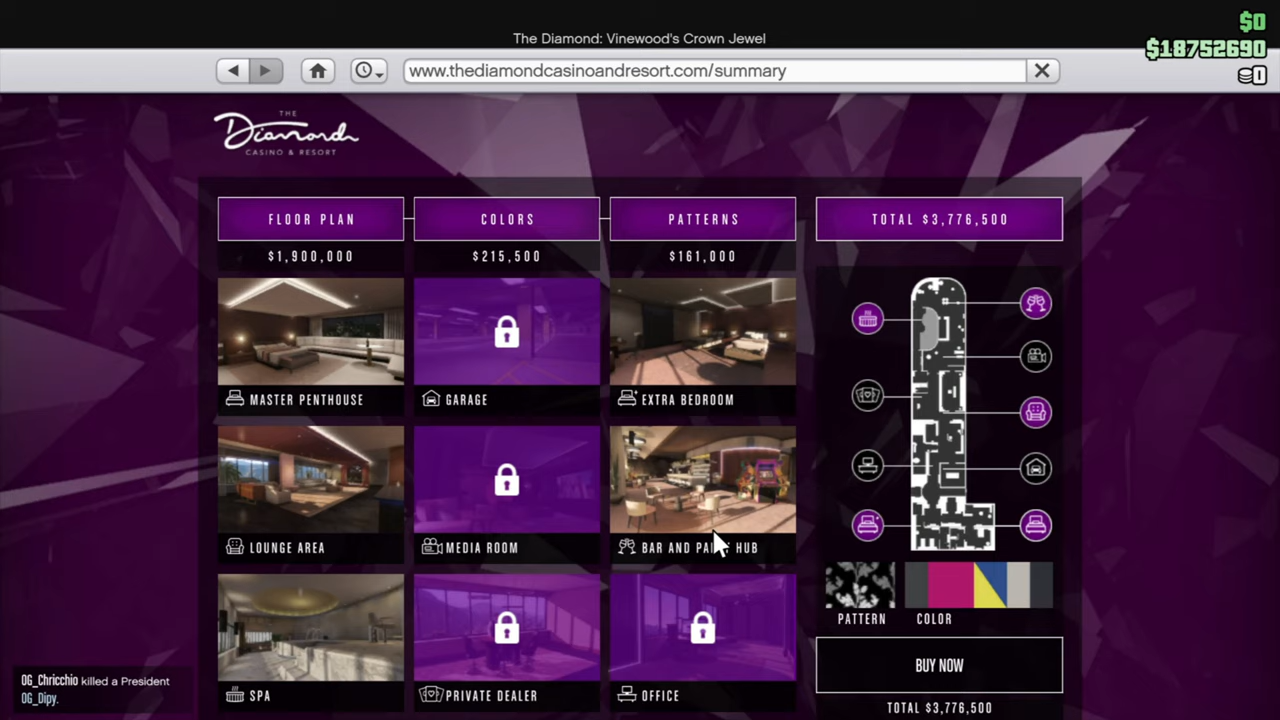 $0
The Diamond: Vinewood's Crown Jewel
$18752690
www.thediamondcasinoandresort.com/summary
0
THE
Diamond
CASINO & RESORT
FLOOR PLAN
COLORS
PATTERNS
TOTAL $3,776,500
$1,900,000
$215,500
$161,000
MASTER PENTHOUSE
GARAGE
EXTRA BEDROOM
LOUNGE AREA
MEDIA ROOM
BAR AND HUB
PATTERN
COLOR
BUY NOW
SPA
PRIVATE DEALER
OFFICE
TOTAL $3,776,500
OG_Chricchio killed a President
OG_Dipy.